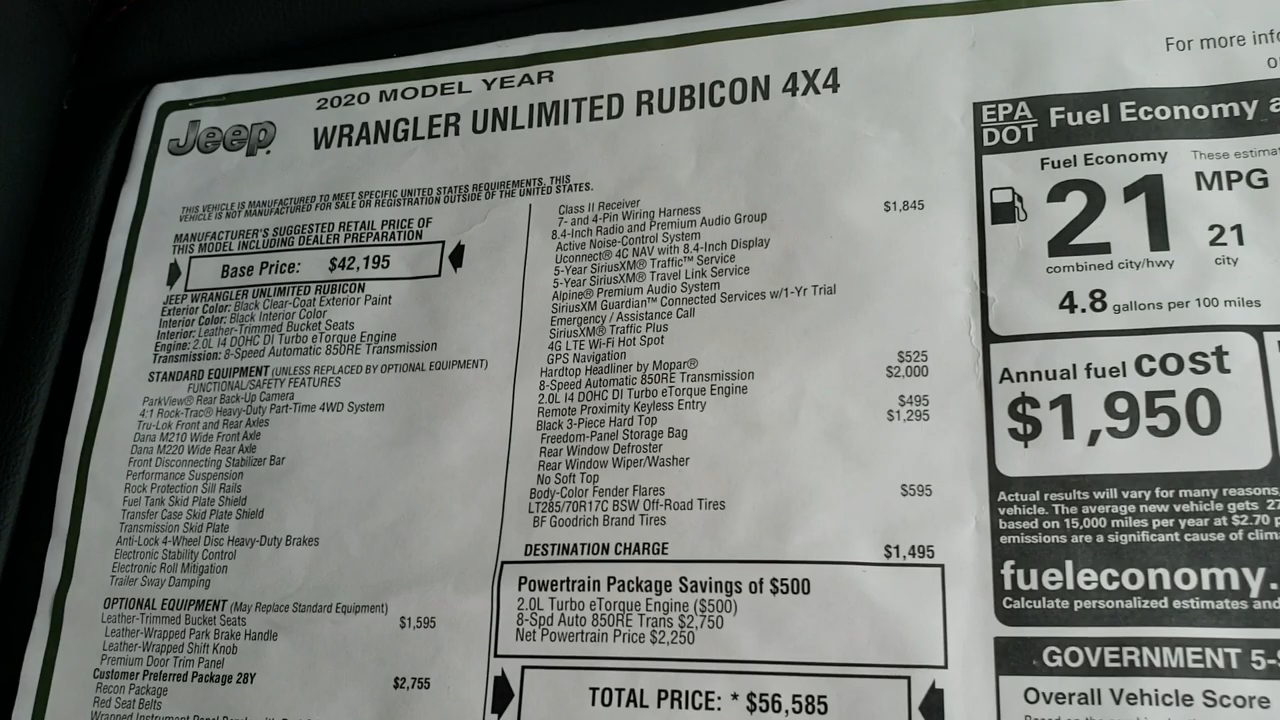 2020 MODEL YEAR
Jeep
WRANGLER UNLIMITED RUBICON 4X4
THIS VEHICLE IS MANUFACTURED TO MEET SPECIFIC UNITED STATES REQUIREMENTS. THIS
VEHICLE IS NOT MANUFACTURED FOR SALE OR REGISTRATION OUTSIDE OF THE UNITED STATES.
MANUFACTURER'S SUGGESTED RETAIL PRICE OF
THIS MODEL INCLUDING DEALER PREPARATION
Base Price: $42,195
JEEP WRANGLER UNLIMITED RUBICON
Exterior Color: Black Clear-Coat Exterior Paint
Interior Color: Black Interior Color
Interior: Leather-Trimmed Bucket Seats
Engine: 2.0L I4 DOHC DI Turbo eTorque Engine
Transmission: 8-Speed Automatic 850RE Transmission
STANDARD EQUIPMENT (UNLESS REPLACED BY OPTIONAL EQUIPMENT)
FUNCTIONAL/SAFETY FEATURES
ParkView® Rear Back-Up Camera
4:1 Rock-Trac® Heavy-Duty Part-Time 4WD System
Tru-Lok Front and Rear Axles
Dana M210 Wide Front Axle
Dana M220 Wide Rear Axle
Front Disconnecting Stabilizer Bar
Performance Suspension
Rock Protection Sill Rails
Fuel Tank Skid Plate Shield
Transfer Case Skid Plate Shield
Transmission Skid Plate
Anti-Lock 4-Wheel Disc Heavy-Duty Brakes
Electronic Stability Control
Electronic Roll Mitigation
Trailer Sway Damping
OPTIONAL EQUIPMENT (May Replace Standard Equipment)
Leather-Trimmed Bucket Seats $1,595
Leather-Wrapped Park Brake Handle
Leather-Wrapped Shift Knob
Premium Door Trim Panel
Customer Preferred Package 28Y $2,755
Recon Package
Red Seat Belts
Class II Receiver
7- and 4-Pin Wiring Harness
8.4-Inch Radio and Premium Audio Group $1,845
Active Noise-Control System
Uconnect® 4C NAV with 8.4-Inch Display
5-Year SiriusXM® Traffic™ Service
5-Year SiriusXM® Travel Link Service
Alpine® Premium Audio System
SiriusXM Guardian™ Connected Services w/1-Yr Trial
Emergency / Assistance Call
SiriusXM® Traffic Plus
4G LTE Wi-Fi Hot Spot
GPS Navigation
Hardtop Headliner by Mopar® $525
8-Speed Automatic 850RE Transmission $2,000
2.0L I4 DOHC DI Turbo eTorque Engine
Remote Proximity Keyless Entry $495
Black 3-Piece Hard Top $1,295
Freedom-Panel Storage Bag
Rear Window Defroster
Rear Window Wiper/Washer
No Soft Top
Body-Color Fender Flares $595
LT285/70R17C BSW Off-Road Tires
BF Goodrich Brand Tires
DESTINATION CHARGE $1,495
Powertrain Package Savings of $500
2.0L Turbo eTorque Engine ($500)
8-Spd Auto 850RE Trans $2,750
Net Powertrain Price $2,250
TOTAL PRICE: * $56,585
For more info
EPA
DOT
Fuel Economy a
Fuel Economy
These estimat
21
MPG
21
city
combined city/hwy
4.8 gallons per 100 miles
Annual fuel cost
$1,950
Actual results will vary for many reasons,
vehicle. The average new vehicle gets 27
based on 15,000 miles per year at $2.70 p
emissions are a significant cause of clim
fueleconomy.
Calculate personalized estimates and
GOVERNMENT 5-S
Overall Vehicle Score